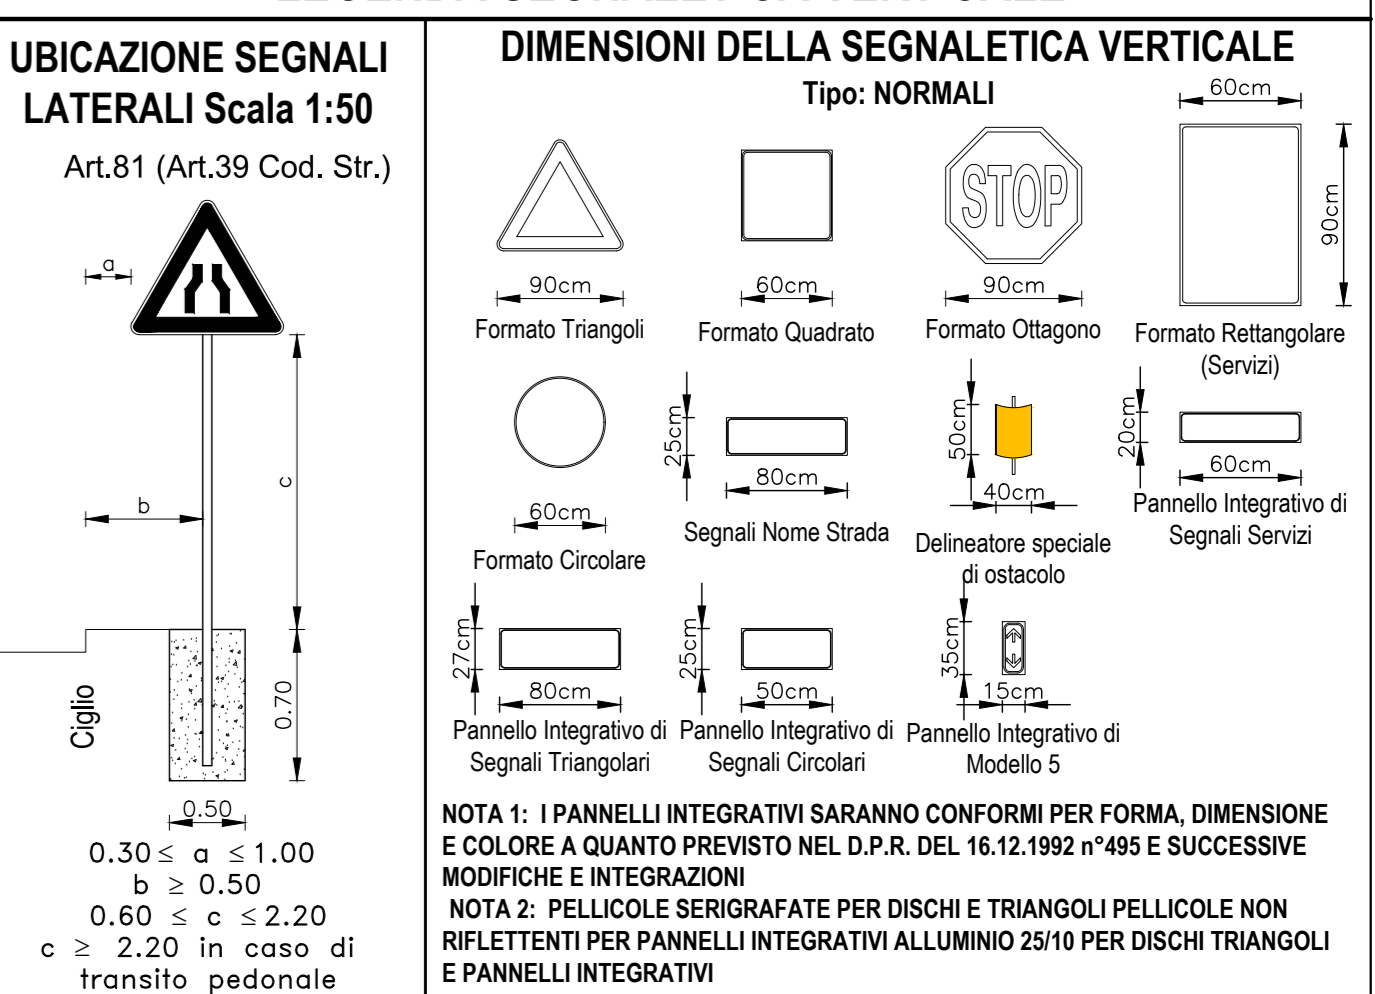 UBICAZIONE SEGNALI
LATERALI Scala 1:50
Art.81 (Art.39 Cod. Str.)
a
b
c
Ciglio
0.70
0.50
0.30≤ a ≤1.00
b ≥ 0.50
0.60 ≤ c ≤2.20
c ≥ 2.20 in caso di
transito pedonale
DIMENSIONI DELLA SEGNALETICA VERTICALE
Tipo: NORMALI
90cm
Formato Triangoli
60cm
Formato Quadrato
STOP
90cm
Formato Ottagono
60cm
90cm
Formato Rettangolare
(Servizi)
60cm
Formato Circolare
25cm
80cm
Segnali Nome Strada
50cm
40cm
Delineatore speciale
di ostacolo
20cm
60cm
Pannello Integrativo di
Segnali Servizi
27cm
80cm
Pannello Integrativo di
Segnali Triangolari
25cm
50cm
Pannello Integrativo di
Segnali Circolari
35cm
15cm
Pannello Integrativo di
Modello 5
NOTA 1: I PANNELLI INTEGRATIVI SARANNO CONFORMI PER FORMA, DIMENSIONE
E COLORE A QUANTO PREVISTO NEL D.P.R. DEL 16.12.1992 n°495 E SUCCESSIVE
MODIFICHE E INTEGRAZIONI
NOTA 2: PELLICOLE SERIGRAFATE PER DISCHI E TRIANGOLI PELLICOLE NON
RIFLETTENTI PER PANNELLI INTEGRATIVI ALLUMINIO 25/10 PER DISCHI TRIANGOLI
E PANNELLI INTEGRATIVI